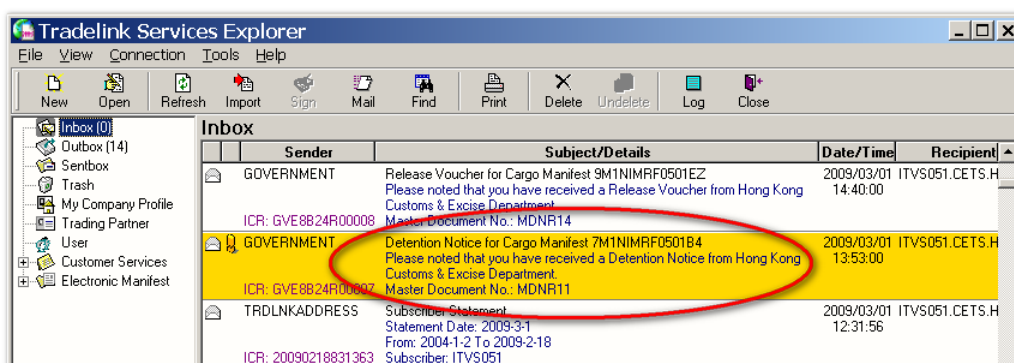 Tradelink Services Explorer
File View Connection Tools Help
New Open Refresh Import Sign Mail Find Print Delete Undelete Log Close
Inbox (0)
Outbox (14)
Sentbox
Trash
My Company Profile
Trading Partner
User
Customer Services
Electronic Manifest
Inbox
Sender Subject/Details Date/Time Recipient
GOVERNMENT Release Voucher for Cargo Manifest 9M1NIMRF0501EZ 2009/03/01 ITVS051.CETS.H
Please noted that you have received a Release Voucher from Hong Kong 14:40:00
Customs & Excise Department.
ICR: GVE8B24R00008 Master Document No.: MDNR14
GOVERNMENT Detention Notice for Cargo Manifest 7M1NIMRF0501B4 2009/03/01 ITVS051.CETS.H
Please noted that you have received a Detention Notice from Hong Kong 13:53:00
Customs & Excise Department.
ICR: GVE8B24R00007 Master Document No.: MDNR11
TRDLNKADDRESS Subscriber Statement 2009/03/01 ITVS051.CETS.H
Statement Date: 2009-3-1 12:31:56
From: 2004-1-2 To 2009-2-18
ICR: 20090218831363 Subscriber: ITVS051